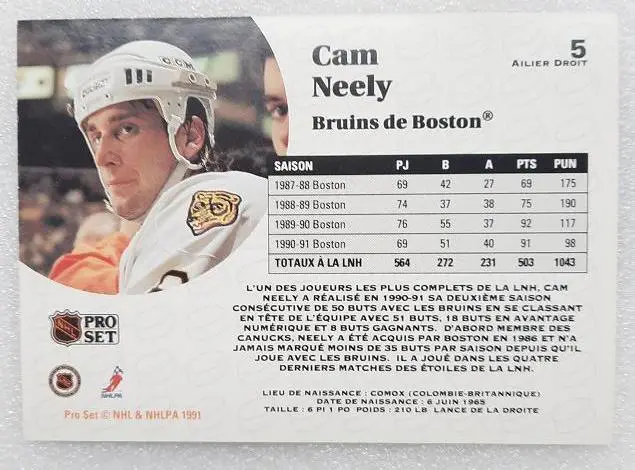 5
AILIER DROIT
Cam
Neely
Bruins de Boston®
SAISON PJ B A PTS PUN
1987-88 Boston 69 42 27 69 175
1988-89 Boston 74 37 38 75 190
1989-90 Boston 76 55 37 92 117
1990-91 Boston 69 51 40 91 98
TOTAUX À LA LNH 564 272 231 503 1043
L'UN DES JOUEURS LES PLUS COMPLETS DE LA LNH, CAM
NEELY A RÉALISÉ EN 1990-91 SA DEUXIÈME SAISON
CONSÉCUTIVE DE 50 BUTS AVEC LES BRUINS EN SE CLASSANT
EN TÊTE DE L'ÉQUIPE AVEC 51 BUTS, 18 BUTS EN AVANTAGE
NUMÉRIQUE ET 8 BUTS GAGNANTS. D'ABORD MEMBRE DES
CANUCKS, NEELY A ÉTÉ ACQUIS PAR BOSTON EN 1986 ET N'A
JAMAIS MARQUÉ MOINS DE 35 BUTS PAR SAISON DEPUIS QU'IL
JOUE AVEC LES BRUINS. IL A JOUÉ DANS LES QUATRE
DERNIERS MATCHES DES ÉTOILES DE LA LNH.
NHL PRO
SET
NHLPA
LIEU DE NAISSANCE : COMOX (COLOMBIE-BRITANNIQUE)
DATE DE NAISSANCE : 6 JUIN 1965
TAILLE : 6 PI 1 PO POIDS : 210 LB LANCE DE LA DROITE
Pro Set © NHL & NHLPA 1991